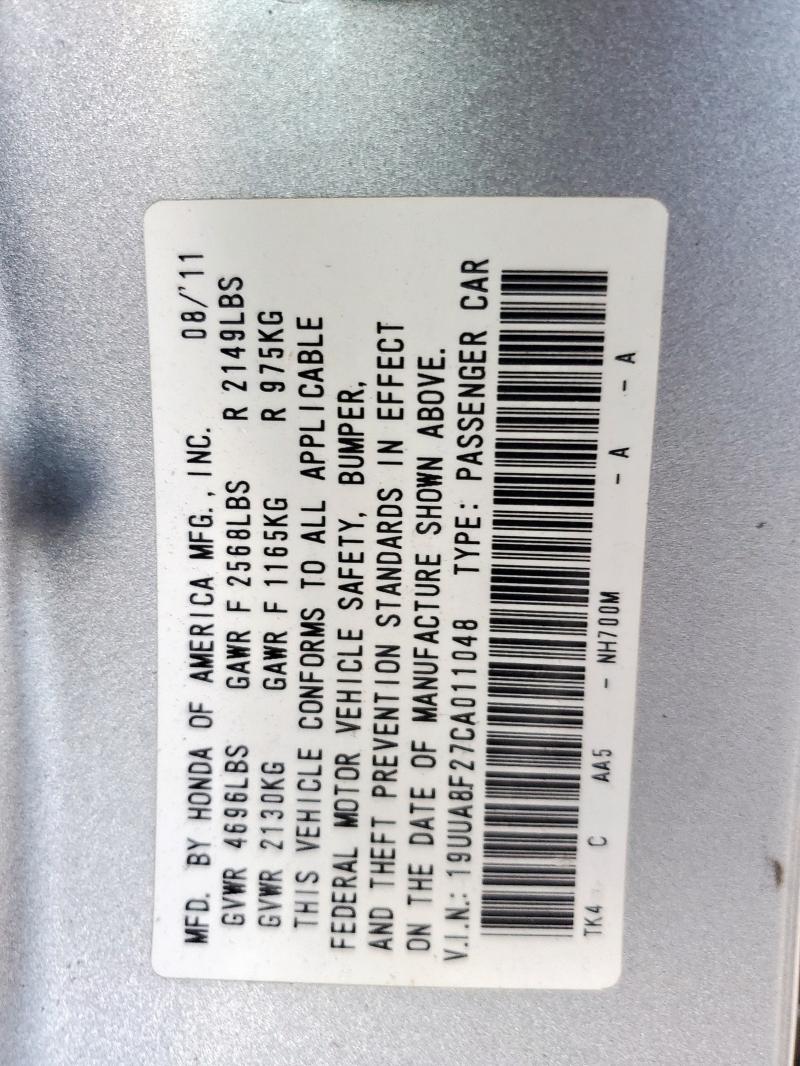 MFD. BY HONDA OF AMERICA MFG., INC. 08/'11
GVWR 4696LBS GAWR F 2568LBS R 2149LBS
GVWR 2130KG GAWR F 1165KG R 975KG
THIS VEHICLE CONFORMS TO ALL APPLICABLE
FEDERAL MOTOR VEHICLE SAFETY, BUMPER,
AND THEFT PREVENTION STANDARDS IN EFFECT
ON THE DATE OF MANUFACTURE SHOWN ABOVE.
V.I.N.: 19UUA8F27CA011048 TYPE: PASSENGER CAR
TK4 C AA5 - NH700M - A - A